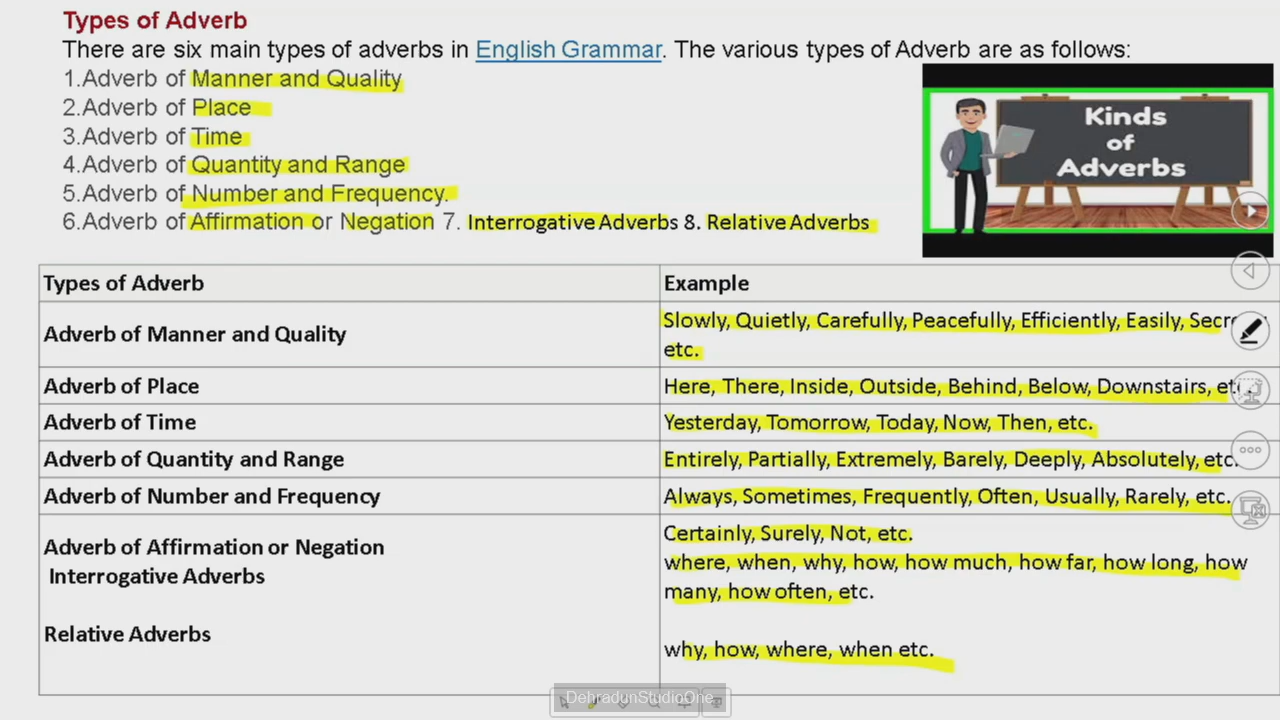 Types of Adverb
There are six main types of adverbs in English Grammar. The various types of Adverb are as follows:
1.Adverb of Manner and Quality
2.Adverb of Place
3.Adverb of Time
4.Adverb of Quantity and Range
5.Adverb of Number and Frequency.
6.Adverb of Affirmation or Negation 7. Interrogative Adverbs 8. Relative Adverbs
Kinds
of
Adverbs
Types of Adverb
Example
Adverb of Manner and Quality
Slowly, Quietly, Carefully, Peacefully, Efficiently, Easily,
etc.
Adverb of Place
Here, There, Inside, Outside, Behind, Below, Downstairs,
Adverb of Time
Yesterday, Tomorrow, Today, Now, Then, etc.
Adverb of Quantity and Range
Entirely, Partially, Extremely, Barely, Deeply, Absolutely, etc.
Adverb of Number and Frequency
Always, Sometimes, Frequently, Often, Usually, Rarely, etc.
Adverb of Affirmation or Negation
Certainly, Surely, Not, etc.
Interrogative Adverbs
where, when, why, how, how much, how far, how long, how
many, how often, etc.
Relative Adverbs
why, how, where, when etc.
DehradunStudioOne